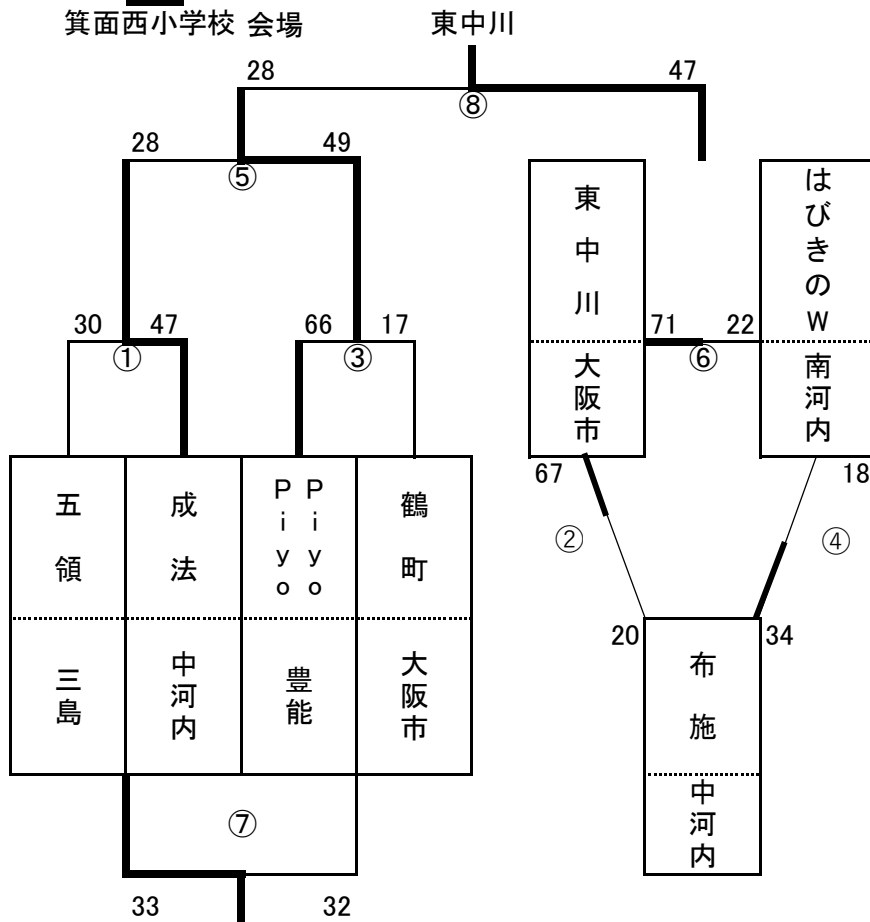 箕面西小学校 会場
東中川
28
47
⑧
28
49
⑤
東中川
大阪市
はびきのW
南河内
30
47
①
66
17
③
71
22
⑥
67
18
②
④
五領
三島
成法
中河内
PiyoPiyo
豊能
鶴町
大阪市
20
34
布施
中河内
⑦
33
32